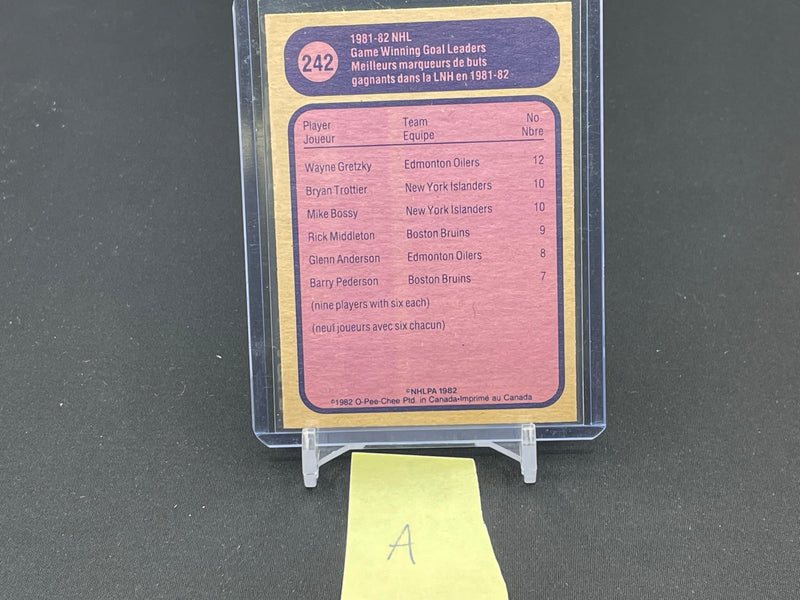 242
1981-82 NHL
Game Winning Goal Leaders
Meilleurs marqueurs de buts
gagnants dans la LNH en 1981-82
Player Team No.
Joueur Equipe Nbre
Wayne Gretzky Edmonton Oilers 12
Bryan Trottier New York Islanders 10
Mike Bossy New York Islanders 10
Rick Middleton Boston Bruins 9
Glenn Anderson Edmonton Oilers 8
Barry Pederson Boston Bruins 7
(nine players with six each)
(neuf joueurs avec six chacun)
©NHLPA 1982
©1982 O-Pee-Chee Ptd. in Canada•Imprimé au Canada
A